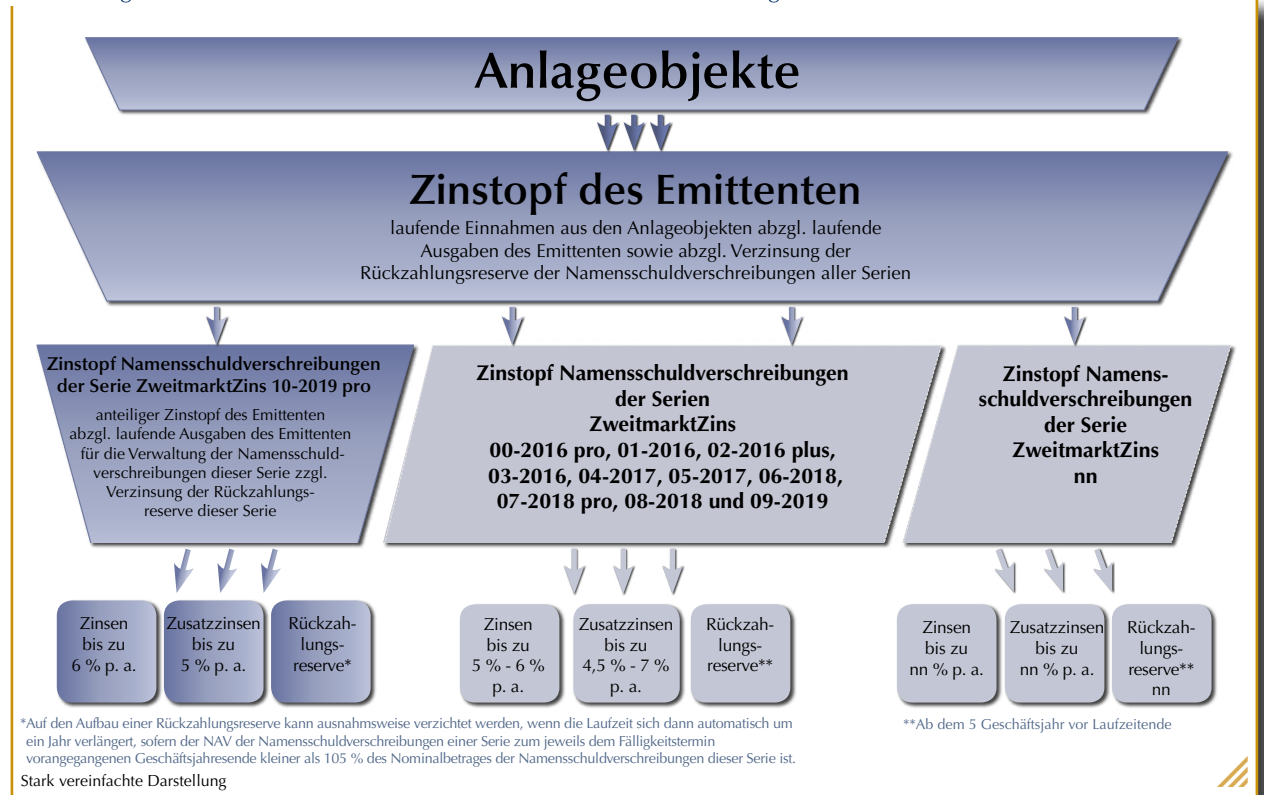 Anlageobjekte
Zinstopf des Emittenten
laufende Einnahmen aus den Anlageobjekten abzgl. laufende
Ausgaben des Emittenten sowie abzgl. Verzinsung der
Rückzahlungsreserve der Namensschuldverschreibungen aller Serien
Zinstopf Namensschuldverschreibungen
der Serie ZweitmarktZins 10-2019 pro
anteiliger Zinstopf des Emittenten
abzgl. laufende Ausgaben des Emittenten
für die Verwaltung der Namensschuld-
verschreibungen dieser Serie zzgl.
Verzinsung der Rückzahlungs-
reserve dieser Serie
Zinstopf Namensschuldverschreibungen
der Serien
ZweitmarktZins
00-2016 pro, 01-2016, 02-2016 plus,
03-2016, 04-2017, 05-2017, 06-2018,
07-2018 pro, 08-2018 und 09-2019
Zinstopf Namens-
schuldverschreibungen
der Serie
ZweitmarktZins
nn
Zinsen
bis zu
6 % p. a.
Zusatzzinsen
bis zu
5 % p. a.
Rückzah-
lungs-
reserve*
Zinsen
bis zu
5 % - 6 %
p. a.
Zusatzzinsen
bis zu
4,5 % - 7 %
p. a.
Rückzah-
lungs-
reserve**
Zinsen
bis zu
nn % p. a.
Zusatzzinsen
bis zu
nn % p. a.
Rückzah-
lungs-
reserve**
nn
*Auf den Aufbau einer Rückzahlungsreserve kann ausnahmsweise verzichtet werden, wenn die Laufzeit sich dann automatisch um
ein Jahr verlängert, sofern der NAV der Namensschuldverschreibungen einer Serie zum jeweils dem Fälligkeitstermin
vorangegangenen Geschäftsjahresende kleiner als 105 % des Nominalbetrages der Namensschuldverschreibungen dieser Serie ist.
**Ab dem 5 Geschäftsjahr vor Laufzeitende
Stark vereinfachte Darstellung